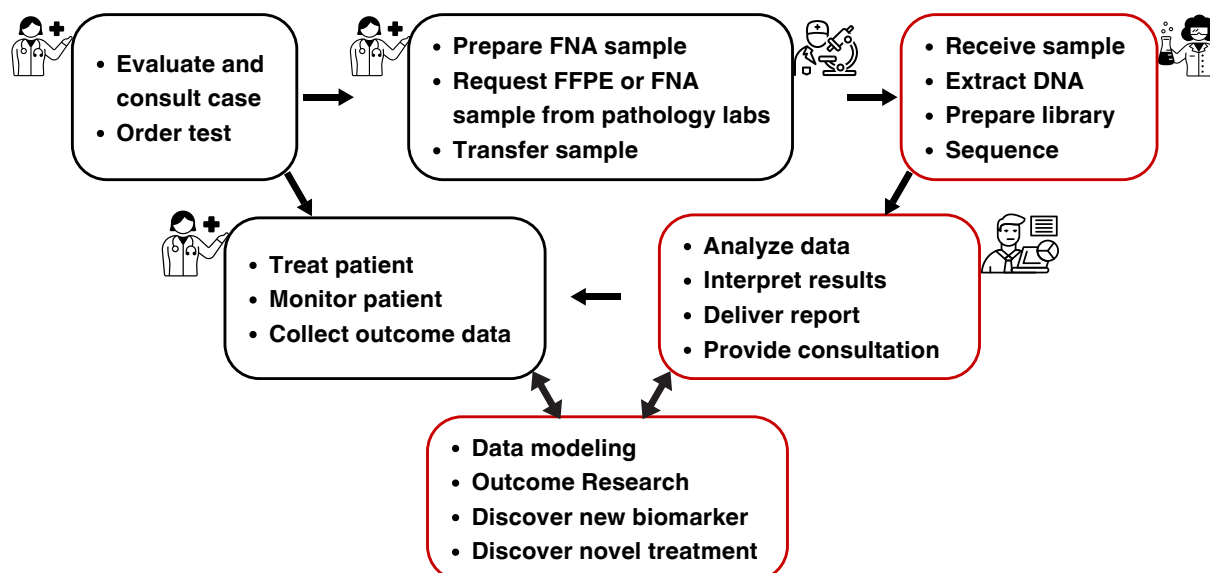 • Evaluate and
consult case
• Order test
• Prepare FNA sample
• Request FFPE or FNA
sample from pathology labs
• Transfer sample
• Receive sample
• Extract DNA
• Prepare library
• Sequence
• Treat patient
• Monitor patient
• Collect outcome data
• Analyze data
• Interpret results
• Deliver report
• Provide consultation
• Data modeling
• Outcome Research
• Discover new biomarker
• Discover novel treatment